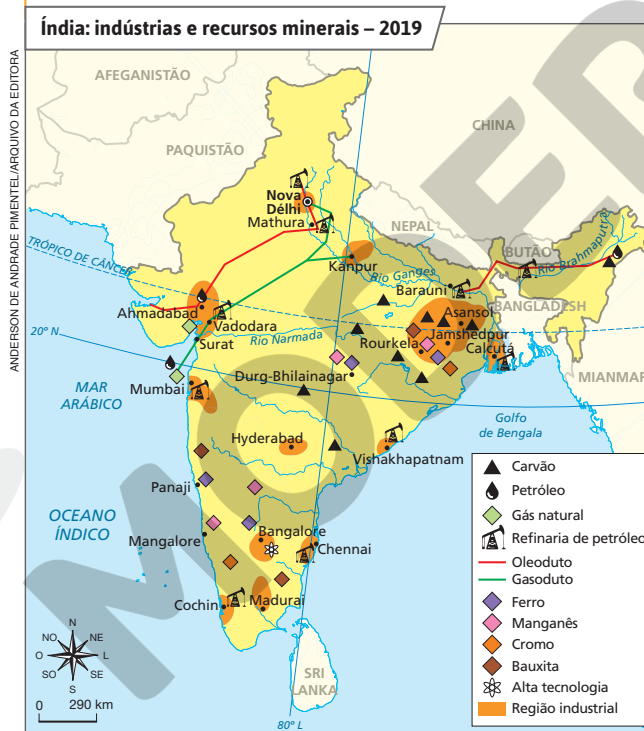 Índia: indústrias e recursos minerais – 2019
ANDERSON DE ANDRADE PIMENTEL/ARQUIVO DA EDITORA
AFEGANISTÃO
CHINA
PAQUISTÃO
Nova
Délhi
Mathura
NEPAL
BUTÃO
Rio Brahmaputra
TRÓPICO DE CÂNCER
Kanpur
Rio Ganges
Barauni
BANGLADESH
Ahmadabad
Asansol
Vadodara
Jamshedpur
20° N
Surat
Rio Narmada
Rourkela
Calcutá
MIANMAR
MAR
ARÁBICO
Mumbai
Durg-Bhilainagar
Golfo
de Bengala
Hyderabad
Vishakhapatnam
Panaji
OCEANO
ÍNDICO
Mangalore
Bangalore
Chennai
Cochin
Madurai
SRI
LANKA
80° L
N
NO
NE
O
L
SO
SE
S
0
290 km
Carvão
Petróleo
Gás natural
Refinaria de petróleo
Oleoduto
Gasoduto
Ferro
Manganês
Cromo
Bauxita
Alta tecnologia
Região industrial